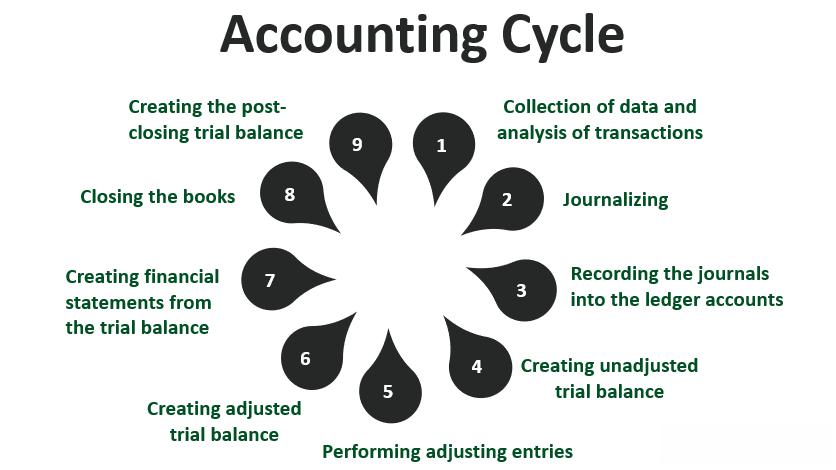 Accounting Cycle
1
Collection of data and
analysis of transactions
2
Journalizing
3
Recording the journals
into the ledger accounts
4
Creating unadjusted
trial balance
5
Performing adjusting entries
6
Creating adjusted
trial balance
7
Creating financial
statements from
the trial balance
8
Closing the books
9
Creating the post-
closing trial balance